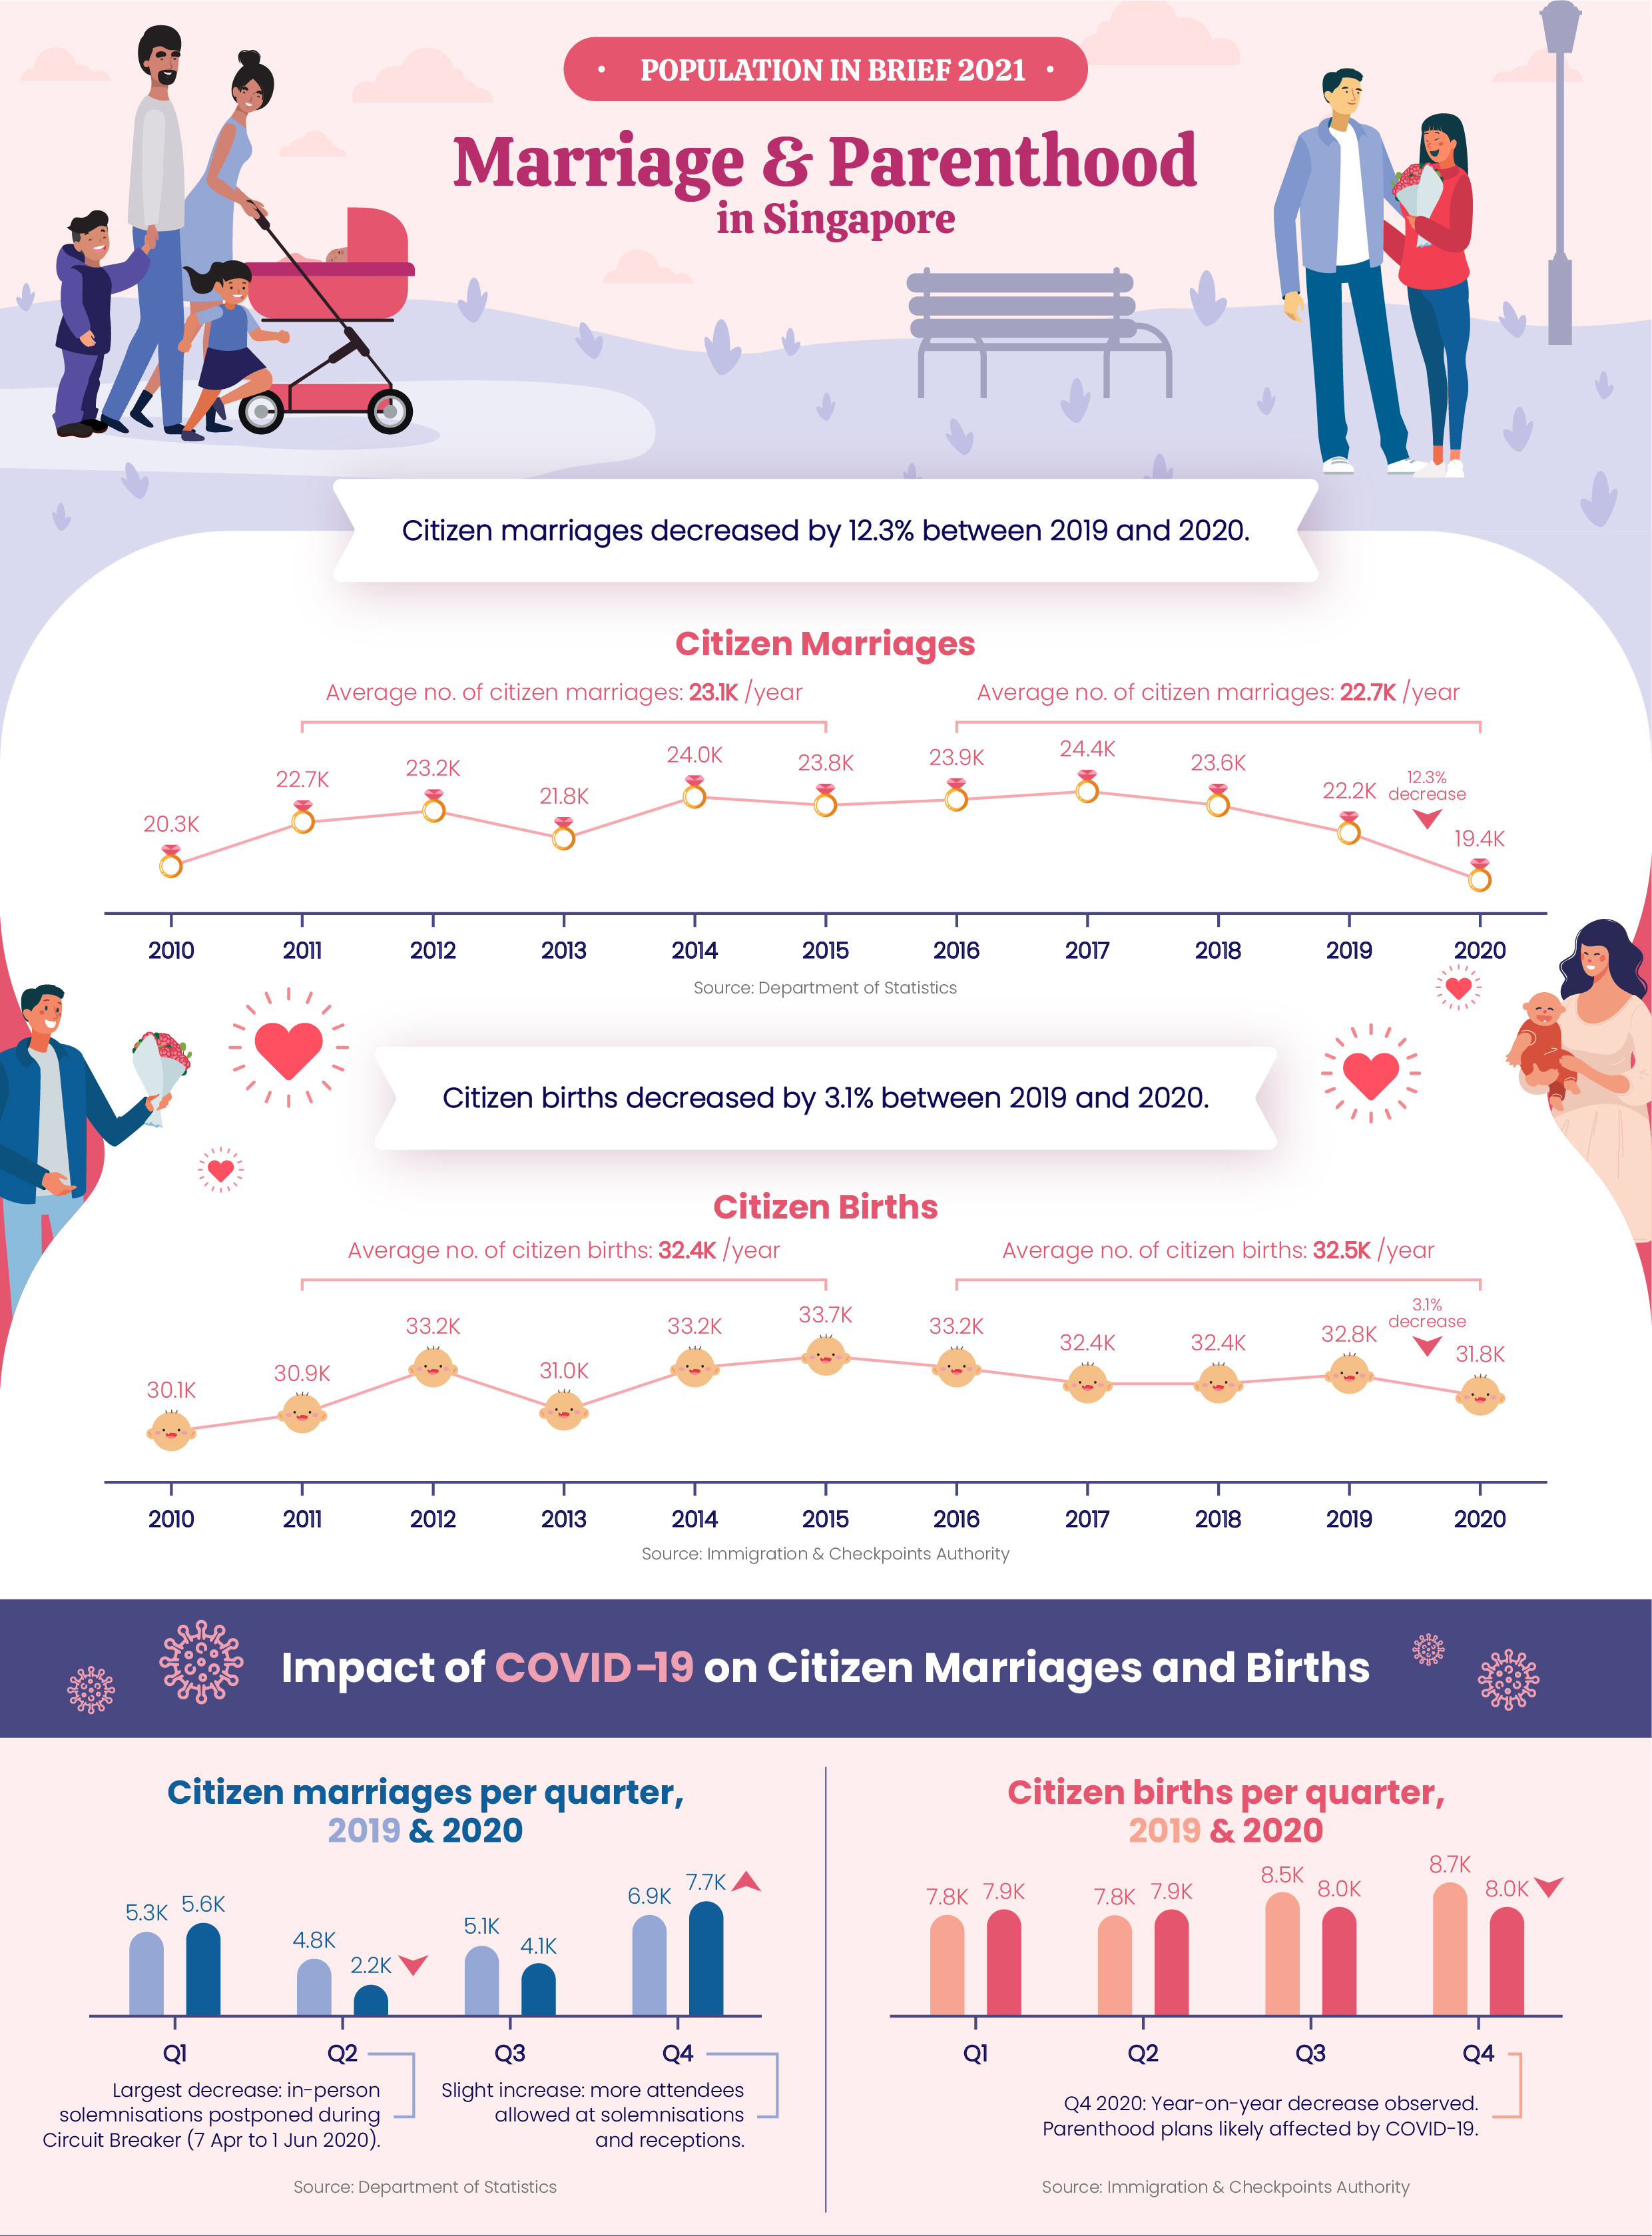 POPULATION IN BRIEF 2021
Marriage & Parenthood
in Singapore
Citizen marriages decreased by 12.3% between 2019 and 2020.
Citizen Marriages
Average no. of citizen marriages: 23.1K /year
Average no. of citizen marriages: 22.7K /year
20.3K
22.7K
23.2K
21.8K
24.0K
23.8K
23.9K
24.4K
23.6K
22.2K
12.3%
decrease
19.4K
2010 2011 2012 2013 2014 2015 2016 2017 2018 2019 2020
Source: Department of Statistics
Citizen births decreased by 3.1% between 2019 and 2020.
Citizen Births
Average no. of citizen births: 32.4K /year
Average no. of citizen births: 32.5K /year
30.1K
30.9K
33.2K
31.0K
33.2K
33.7K
33.2K
32.4K
32.4K
32.8K
3.1%
decrease
31.8K
2010 2011 2012 2013 2014 2015 2016 2017 2018 2019 2020
Source: Immigration & Checkpoints Authority
Impact of COVID-19 on Citizen Marriages and Births
Citizen marriages per quarter,
2019 & 2020
5.3K 5.6K
4.8K 2.2K
5.1K 4.1K
6.9K 7.7K
Q1 Q2 Q3 Q4
Largest decrease: in-person
solemnisations postponed during
Circuit Breaker (7 Apr to 1 Jun 2020).
Slight increase: more attendees
allowed at solemnisations
and receptions.
Source: Department of Statistics
Citizen births per quarter,
2019 & 2020
7.8K 7.9K
7.8K 7.9K
8.5K 8.0K
8.7K 8.0K
Q1 Q2 Q3 Q4
Q4 2020: Year-on-year decrease observed.
Parenthood plans likely affected by COVID-19.
Source: Immigration & Checkpoints Authority